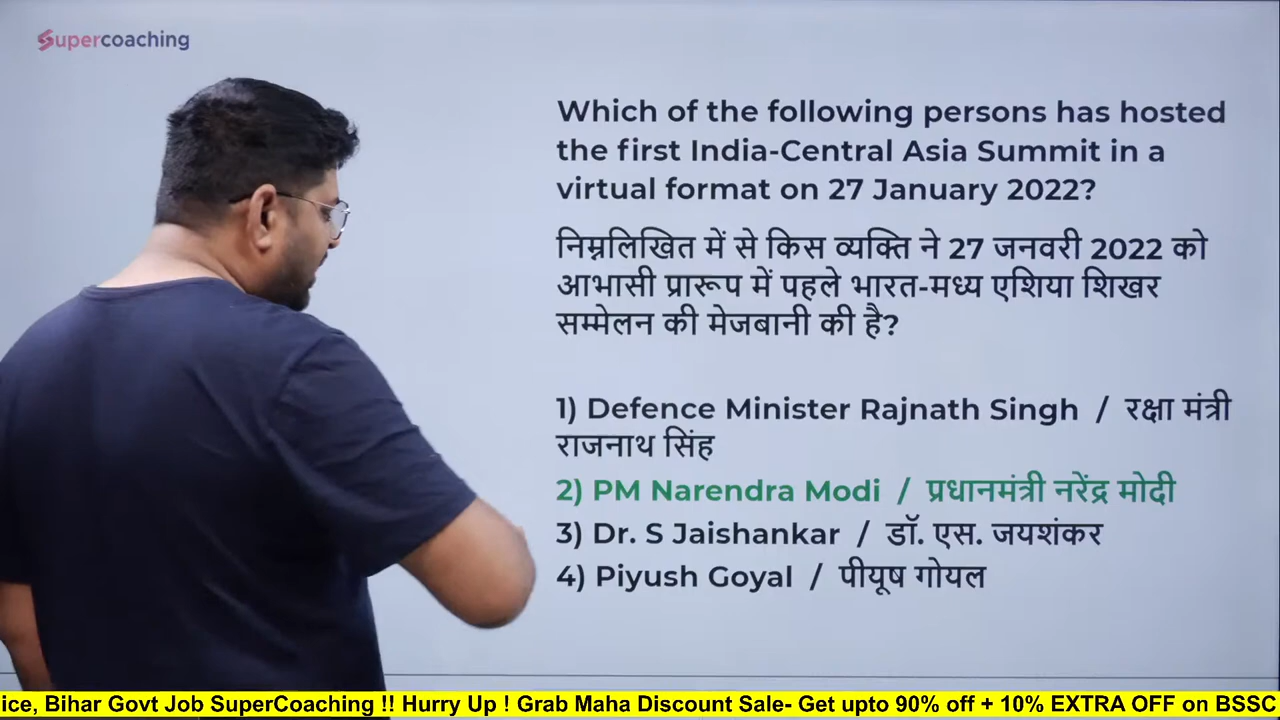 Supercoaching
Which of the following persons has hosted
the first India-Central Asia Summit in a
virtual format on 27 January 2022?
निम्नलिखित में से किस व्यक्ति ने 27 जनवरी 2022 को
आभासी प्रारूप में पहले भारत-मध्य एशिया शिखर
सम्मेलन की मेजबानी की है?
1) Defence Minister Rajnath Singh / रक्षा मंत्री
राजनाथ सिंह
2) PM Narendra Modi / प्रधानमंत्री नरेंद्र मोदी
3) Dr. S Jaishankar / डॉ. एस. जयशंकर
4) Piyush Goyal / पीयूष गोयल
ice, Bihar Govt Job SuperCoaching !! Hurry Up ! Grab Maha Discount Sale- Get upto 90% off + 10% EXTRA OFF on BSSC